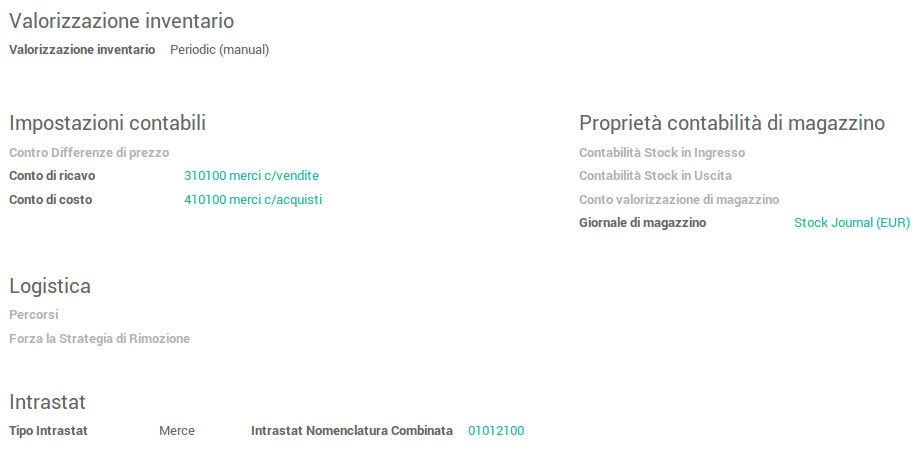 Valorizzazione inventario
Valorizzazione inventario Periodic (manual)
Impostazioni contabili
Contro Differenze di prezzo
Conto di ricavo 310100 merci c/vendite
Conto di costo 410100 merci c/acquisti
Proprietà contabilità di magazzino
Contabilità Stock in Ingresso
Contabilità Stock in Uscita
Conto valorizzazione di magazzino
Giornale di magazzino Stock Journal (EUR)
Logistica
Percorsi
Forza la Strategia di Rimozione
Intrastat
Tipo Intrastat Merce Intrastat Nomenclatura Combinata 01012100